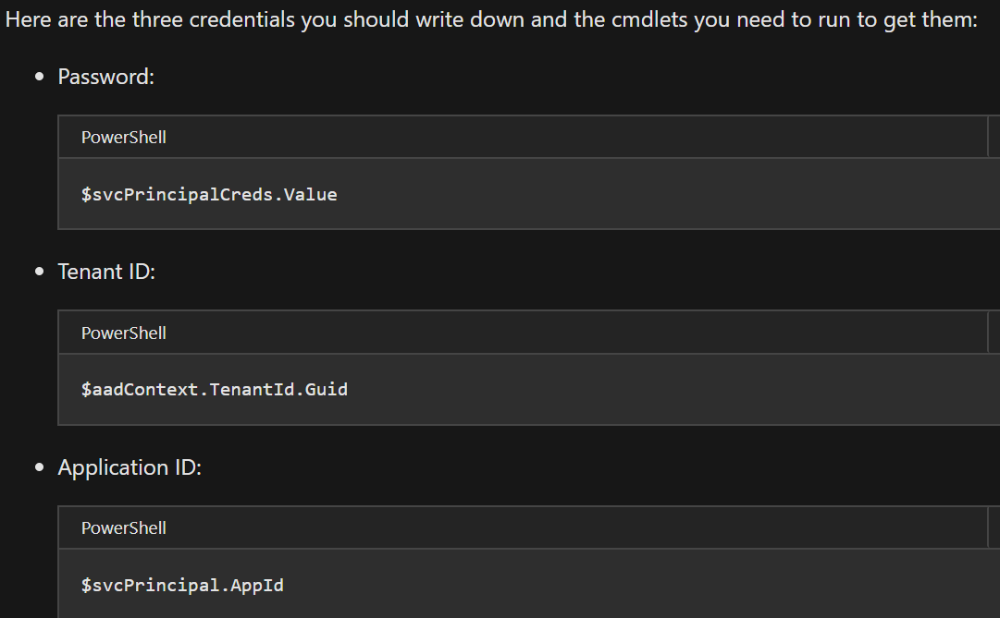 Here are the three credentials you should write down and the cmdlets you need to run to get them:
Password:
PowerShell
$svcPrincipalCreds.Value
Tenant ID:
PowerShell
$aadContext.TenantId.Guid
Application ID:
PowerShell
$svcPrincipal.AppId